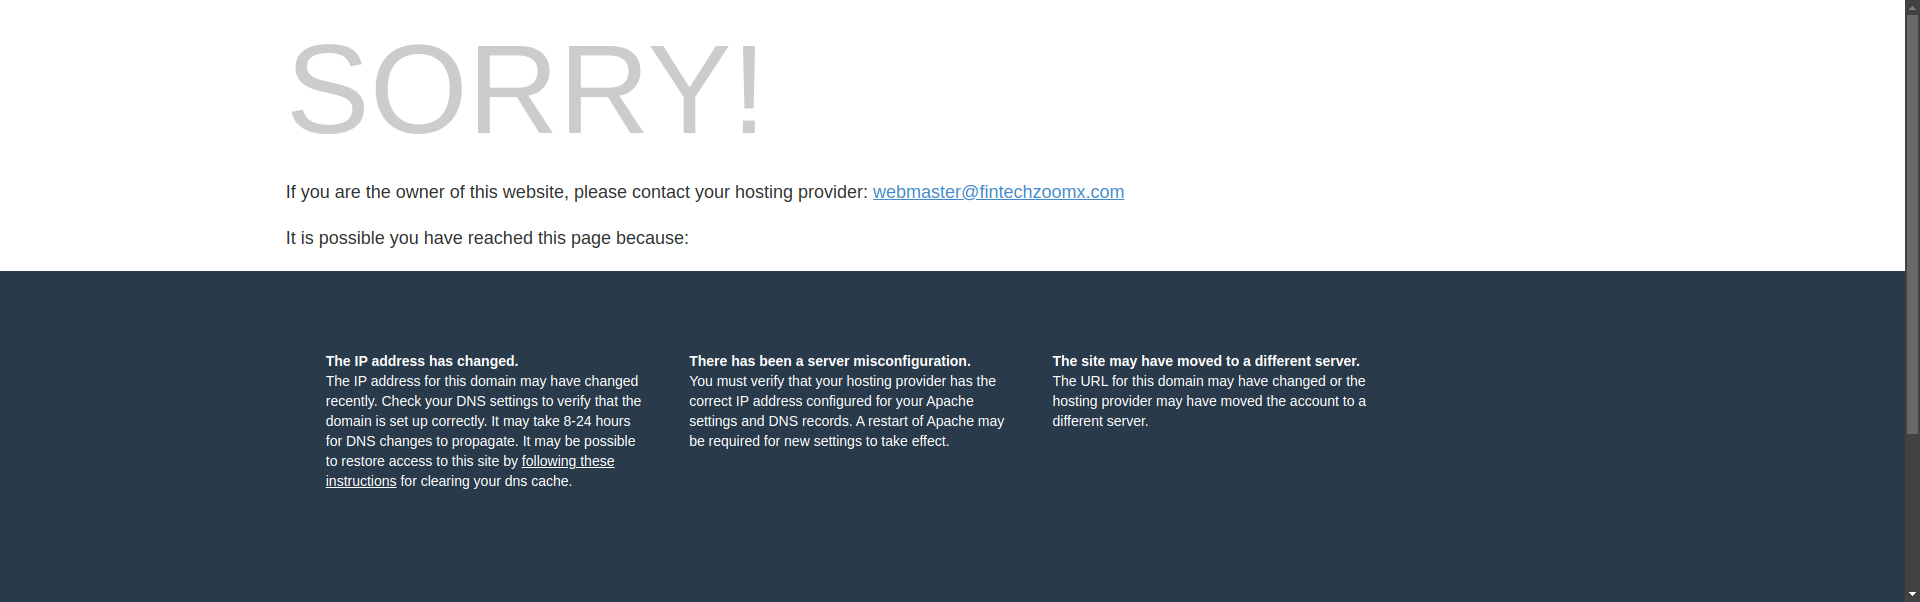 SORRY!
If you are the owner of this website, please contact your hosting provider: webmaster@fintechzoomx.com
It is possible you have reached this page because:
The IP address has changed.
The IP address for this domain may have changed
recently. Check your DNS settings to verify that the
domain is set up correctly. It may take 8-24 hours
for DNS changes to propagate. It may be possible
to restore access to this site by following these
instructions for clearing your dns cache.
There has been a server misconfiguration.
You must verify that your hosting provider has the
correct IP address configured for your Apache
settings and DNS records. A restart of Apache may
be required for new settings to take effect.
The site may have moved to a different server.
The URL for this domain may have changed or the
hosting provider may have moved the account to a
different server.